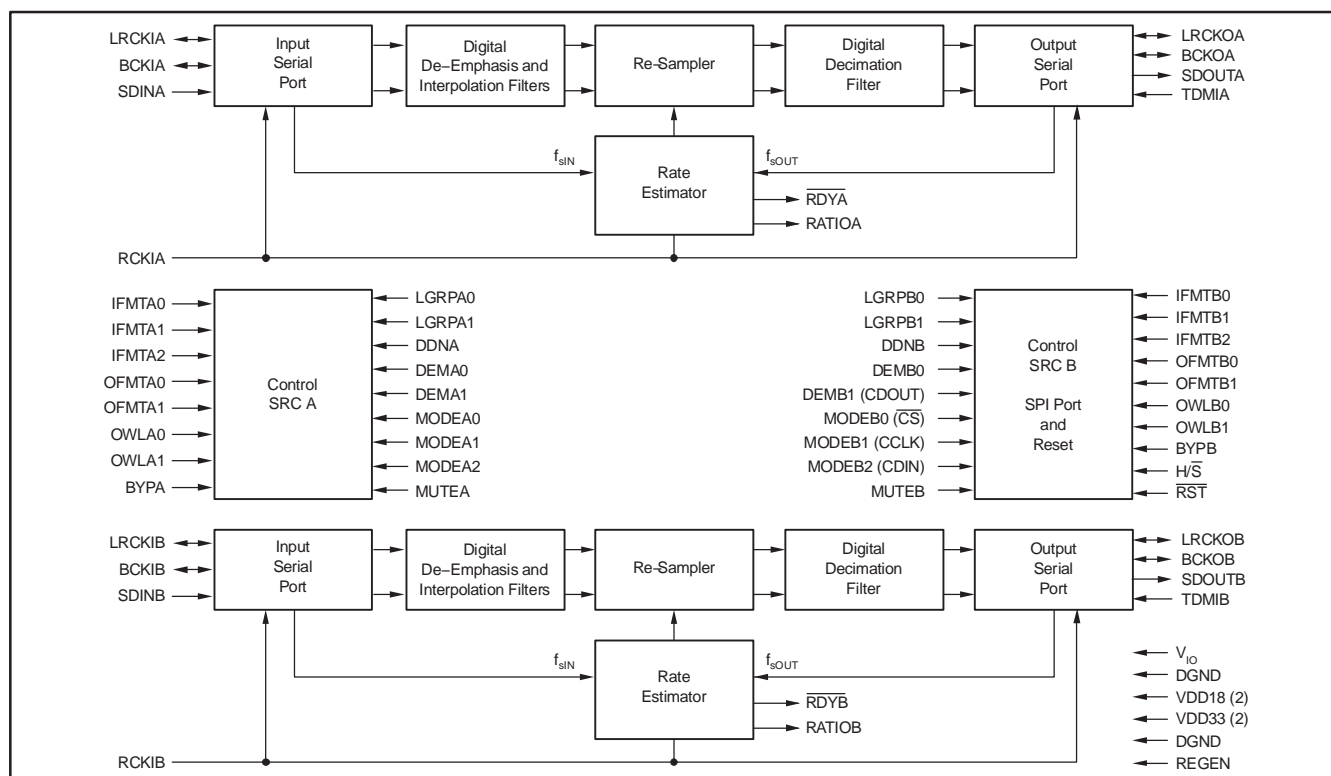 LRCKIA
BCKIA
SDINA
Input
Serial
Port
Digital
De–Emphasis and
Interpolation Filters
Re-Sampler
Digital
Decimation
Filter
Output
Serial
Port
LRCKOA
BCKOA
SDOUTA
TDMIA
fsIN
Rate
Estimator
fsOUT
RDYA
RATIOA
RCKIA
IFMTA0
IFMTA1
IFMTA2
OFMTA0
OFMTA1
OWLA0
OWLA1
BYPA
Control
SRC A
LGRPA0
LGRPA1
DDNA
DEMA0
DEMA1
MODEA0
MODEA1
MODEA2
MUTEA
LGRPB0
LGRPB1
DDNB
DEMB0
DEMB1 (CDOUT)
MODEB0 (CS)
MODEB1 (CCLK)
MODEB2 (CDIN)
MUTEB
Control
SRC B
SPI Port
and
Reset
IFMTB0
IFMTB1
IFMTB2
OFMTB0
OFMTB1
OWLB0
OWLB1
BYPB
H/S
RST
LRCKIB
BCKIB
SDINB
Input
Serial
Port
Digital
De–Emphasis and
Interpolation Filters
Re-Sampler
Digital
Decimation
Filter
Output
Serial
Port
LRCKOB
BCKOB
SDOUTB
TDMIB
fsIN
Rate
Estimator
fsOUT
RDYB
RATIOB
RCKIB
VIO
DGND
VDD18 (2)
VDD33 (2)
DGND
REGEN